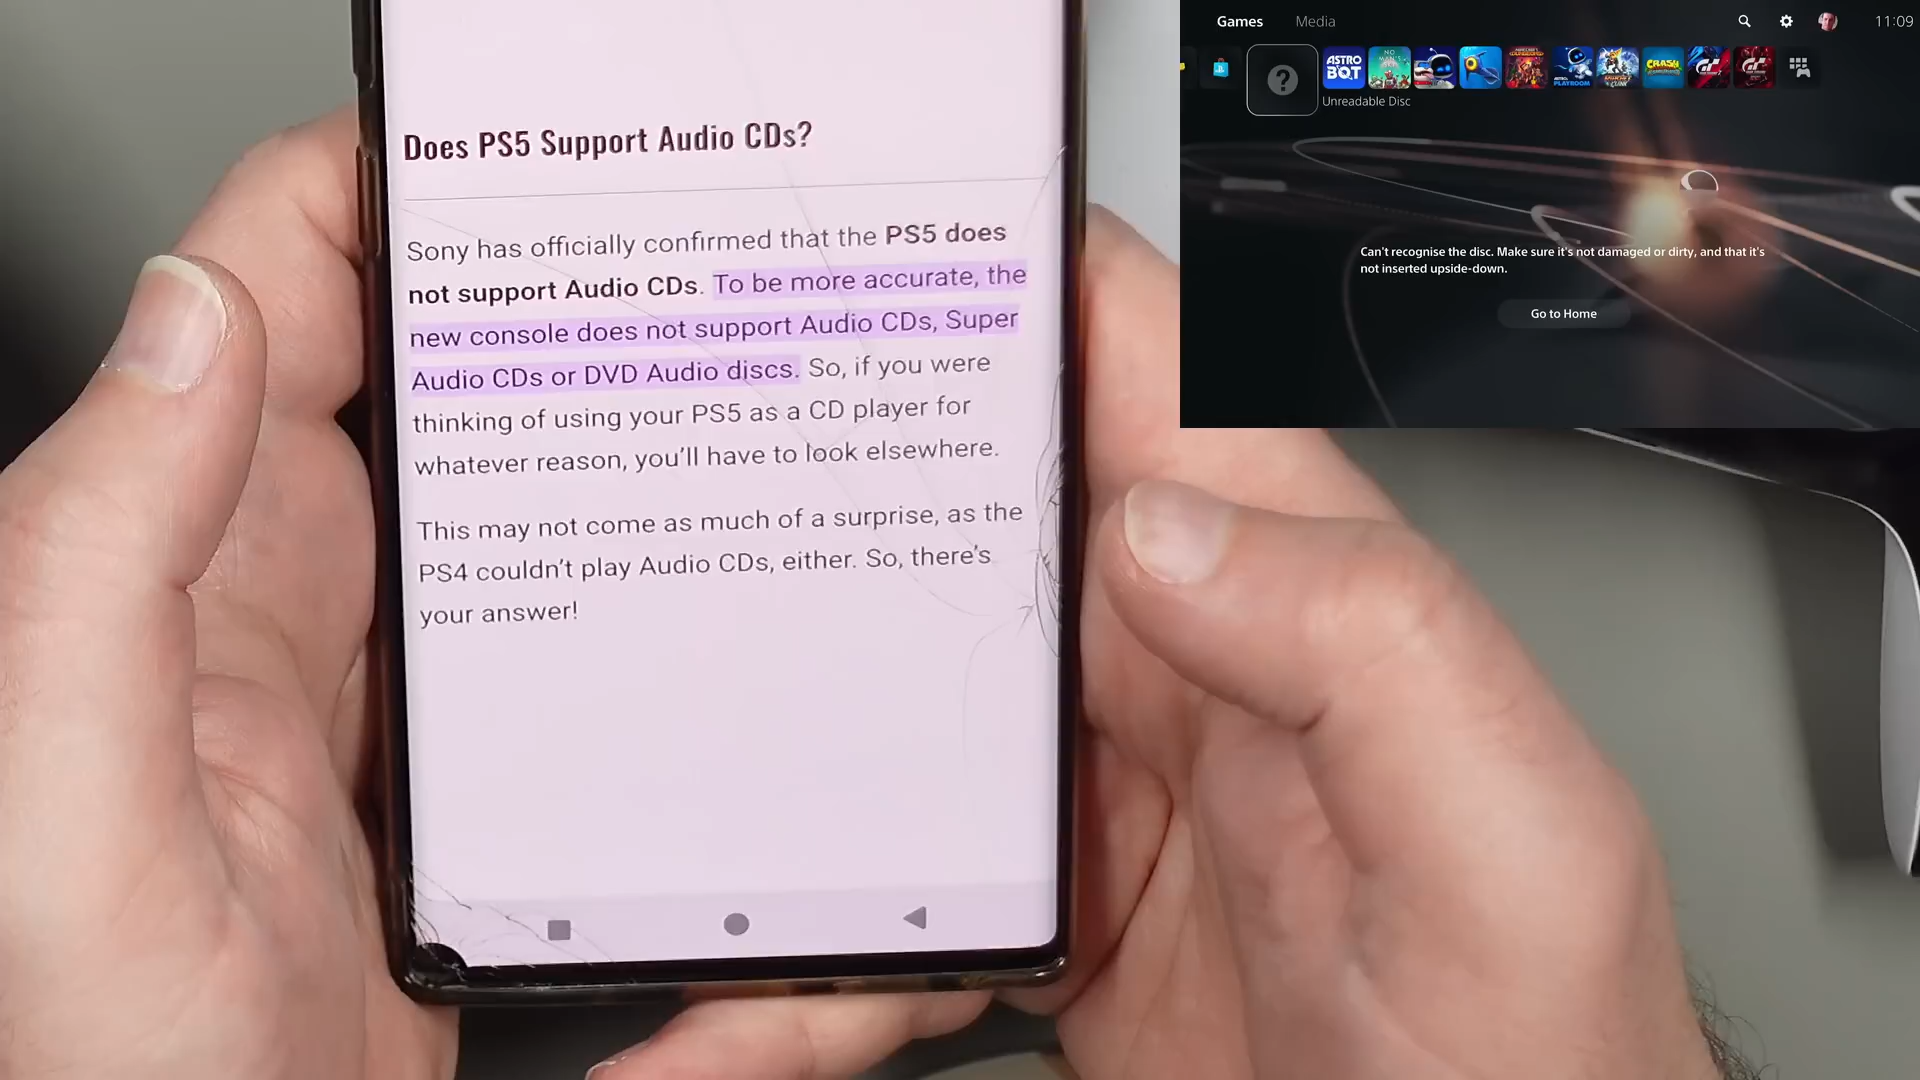 Does PS5 Support Audio CDs?
Sony has officially confirmed that the PS5 does
not support Audio CDs. To be more accurate, the
new console does not support Audio CDs, Super
Audio CDs or DVD Audio discs. So, if you were
thinking of using your PS5 as a CD player for
whatever reason, you'll have to look elsewhere.
This may not come as much of a surprise, as the
PS4 couldn't play Audio CDs, either. So, there's
your answer!
Games Media 11:09
ASTRO
BOT
CRASH
Unreadable Disc
Can't recognise the disc. Make sure it's not damaged or dirty, and that it's
not inserted upside-down.
Go to Home